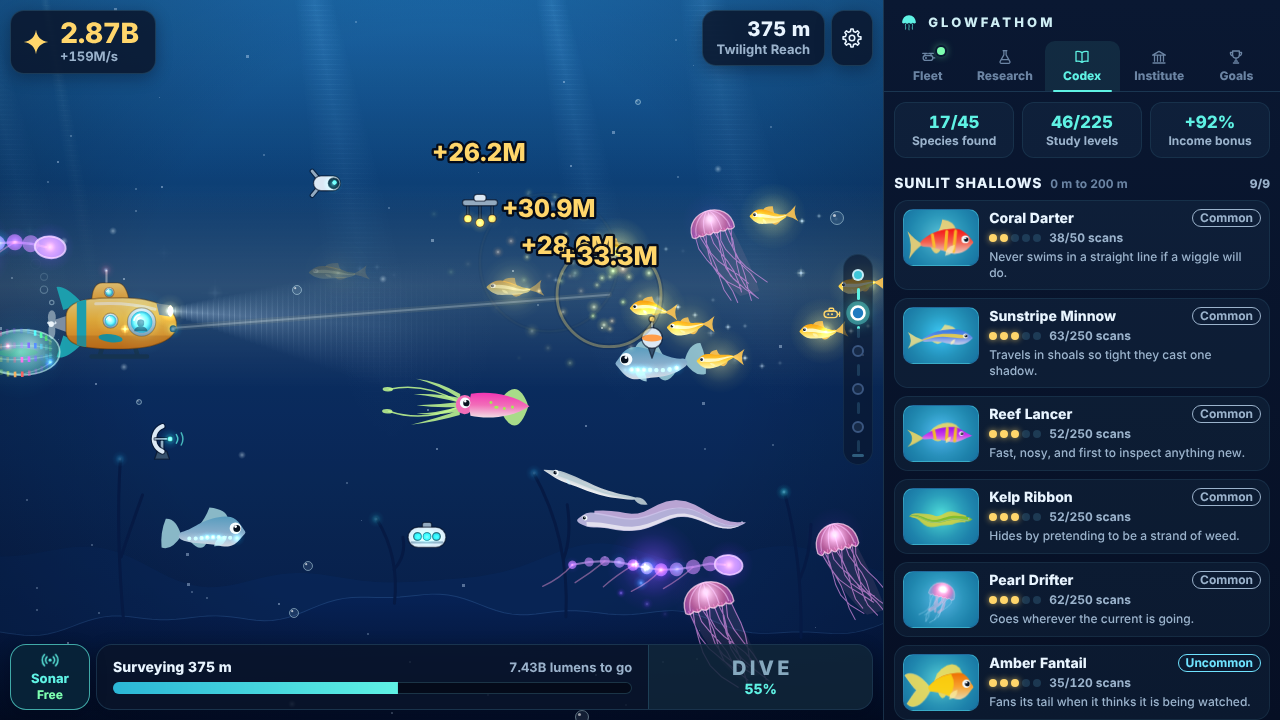 2.87B
+159M/s
375 m
Twilight Reach
+26.2M
+30.9M
+28.6M
+33.3M
Sonar
Free
Surveying 375 m
7.43B lumens to go
DIVE
55%
GLOWFATHOM
Fleet
Research
Codex
Institute
Goals
17/45
Species found
46/225
Study levels
+92%
Income bonus
SUNLIT SHALLOWS 0 m to 200 m 9/9
Coral Darter Common
38/50 scans
Never swims in a straight line if a wiggle will
do.
Sunstripe Minnow Common
63/250 scans
Travels in shoals so tight they cast one
shadow.
Reef Lancer Common
52/250 scans
Fast, nosy, and first to inspect anything new.
Kelp Ribbon Common
52/250 scans
Hides by pretending to be a strand of weed.
Pearl Drifter Common
62/250 scans
Goes wherever the current is going.
Amber Fantail Uncommon
35/120 scans
Fans its tail when it thinks it is being watched.